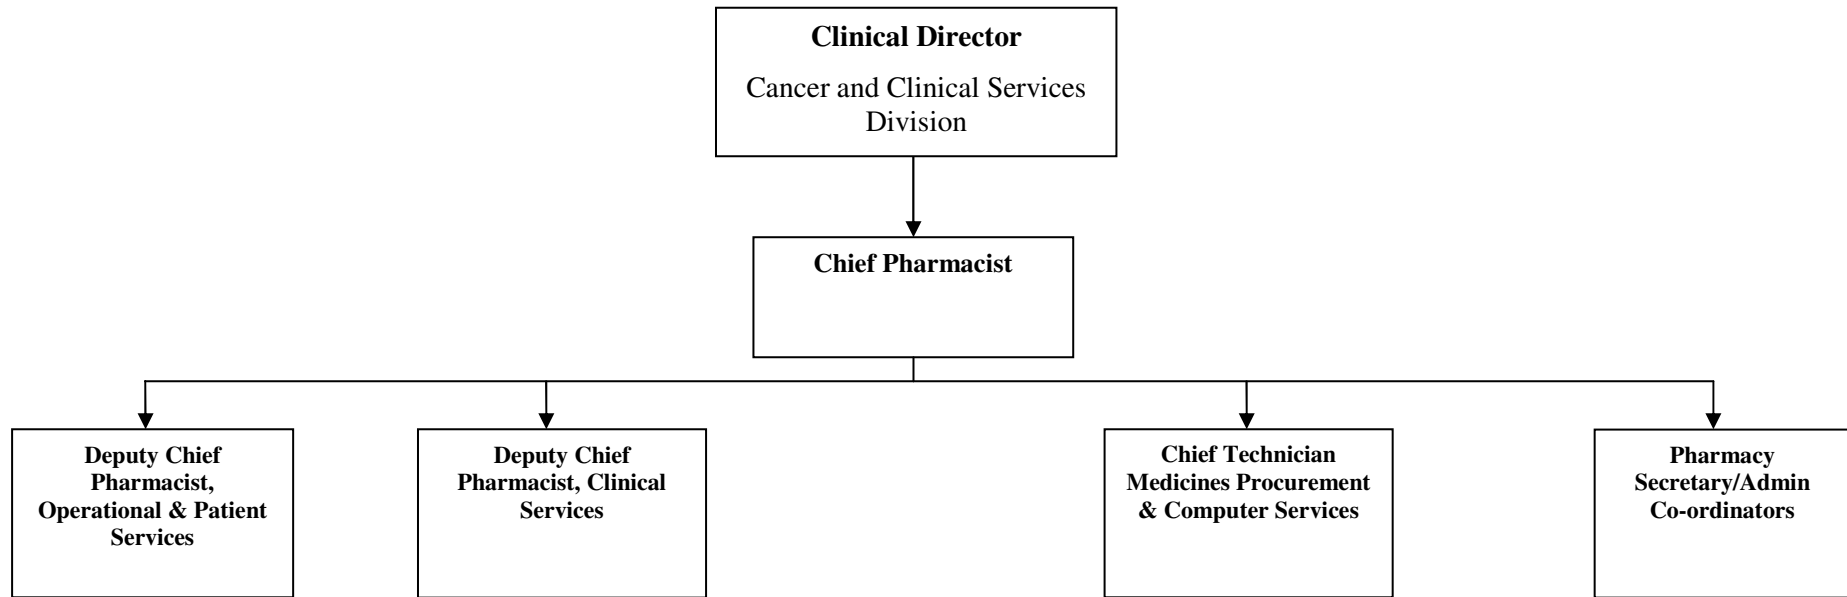 Clinical Director
Cancer and Clinical Services
Division
Chief Pharmacist
Deputy Chief
Pharmacist,
Operational & Patient
Services
Deputy Chief
Pharmacist, Clinical
Services
Chief Technician
Medicines Procurement
& Computer Services
Pharmacy
Secretary/Admin
Co-ordinators